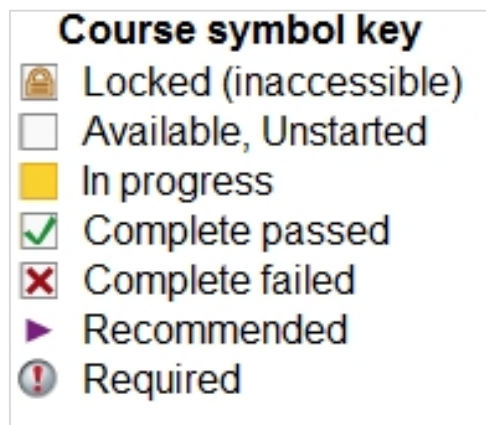 Course symbol key
Locked (inaccessible)
Available, Unstarted
In progress
Complete passed
Complete failed
Recommended
Required